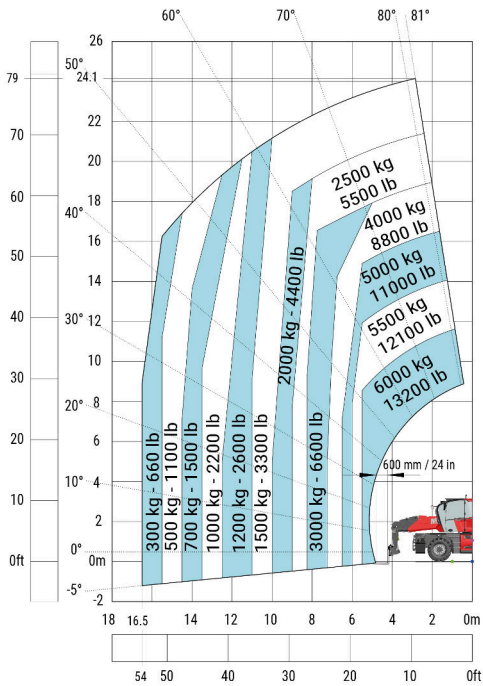 60°
70°
80°
81°
26
50°
79
24.1
22
70
20
60
18
2500 kg
5500 lb
40°
4000 kg
8800 lb
16
50
5000 kg
11000 lb
14
2000 kg - 4400 lb
40
30°
12
5500 kg
12100 lb
10
6000 kg
13200 lb
30
20°
8
20
6
600 mm / 24 in
300 kg - 660 lb
500 kg - 1100 lb
700 kg - 1500 lb
1000 kg - 2200 lb
1200 kg - 2600 lb
1500 kg - 3300 lb
3000 kg - 6600 lb
10°
4
10
2
0°
0ft
0m
-5°
-2
18
16.5
14
12
10
8
6
4
2
0m
54
50
40
30
20
10
0ft